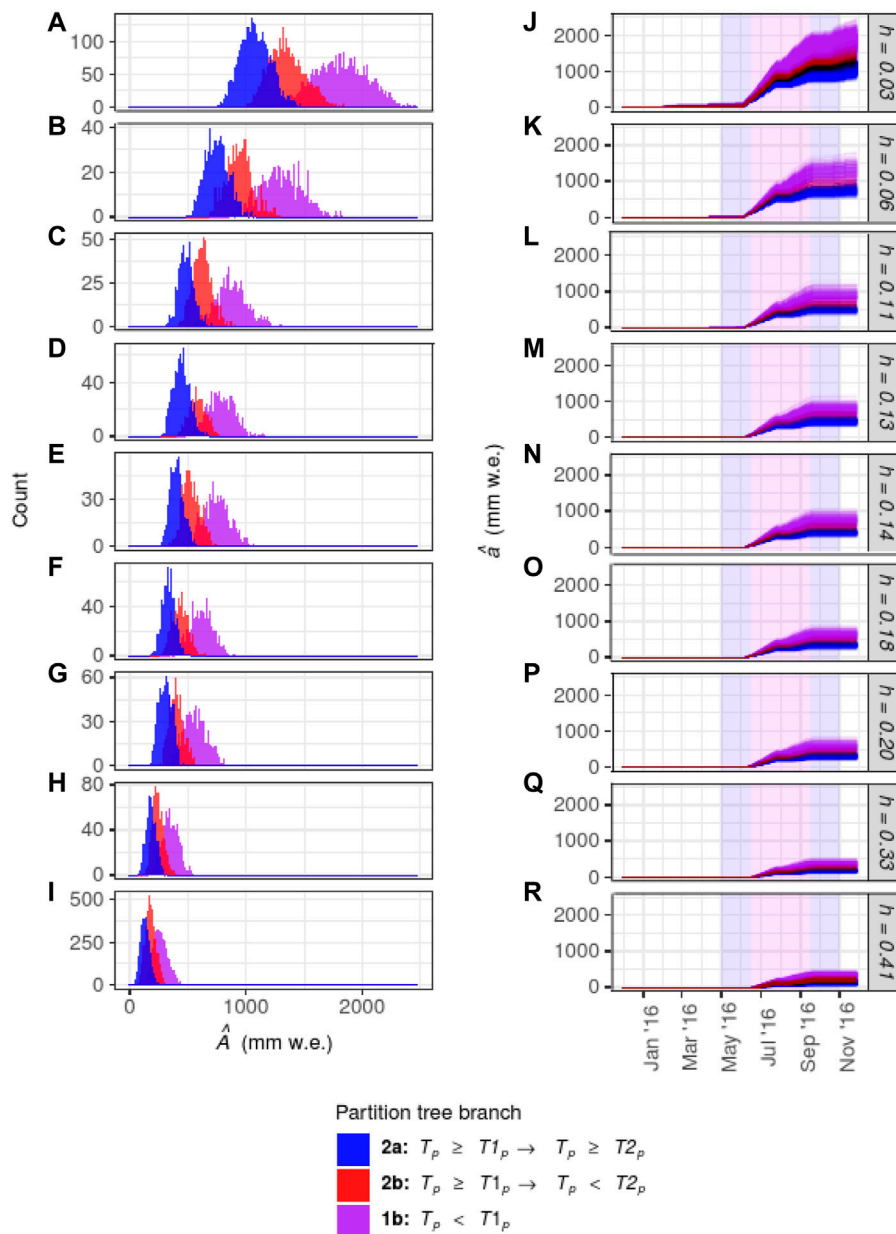 A
100
50
0
B
40
20
0
C
50
25
0
D
40
0
E
30
0
F
40
0
G
60
30
0
H
80
40
0
I
500
250
0
0 1000 2000
Â (mm w.e.)
Count
J
2000
1000
0
h = 0.03
K
2000
1000
0
h = 0.06
L
2000
1000
0
h = 0.11
M
2000
1000
0
h = 0.13
N
2000
1000
0
h = 0.14
O
2000
1000
0
h = 0.18
P
2000
1000
0
h = 0.20
Q
2000
1000
0
h = 0.33
R
2000
1000
0
h = 0.41
Jan '16
Mar '16
May '16
Jul '16
Sep '16
Nov '16
â (mm w.e.)
Partition tree branch
2a: Tₚ ≥ T1ₚ → Tₚ ≥ T2ₚ
2b: Tₚ ≥ T1ₚ → Tₚ < T2ₚ
1b: Tₚ < T1ₚ